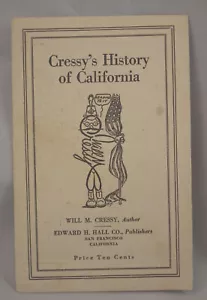 Cressy's History
of California
WILL M. CRESSY, Author
EDWARD H. HALL CO., Publishers
SAN FRANCISCO
CALIFORNIA
Price Ten Cents